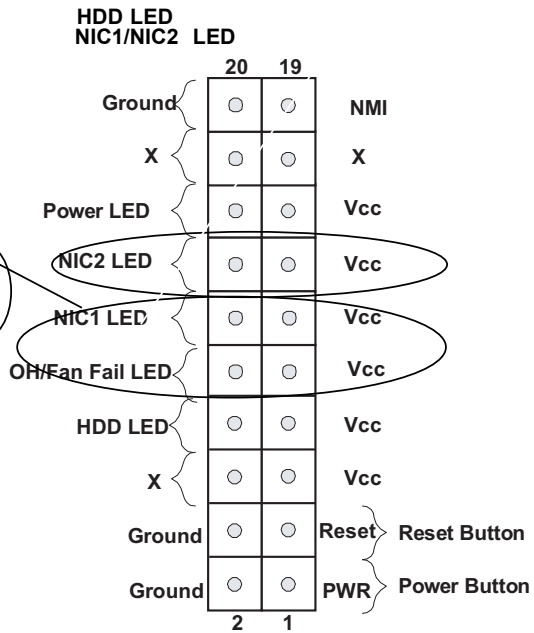 HDD LED
NIC1/NIC2 LED
20 19
Ground NMI
X X
Power LED Vcc
NIC2 LED Vcc
NIC1 LED Vcc
OH/Fan Fail LED Vcc
HDD LED Vcc
X Vcc
Ground Reset Reset Button
Ground PWR Power Button
2 1